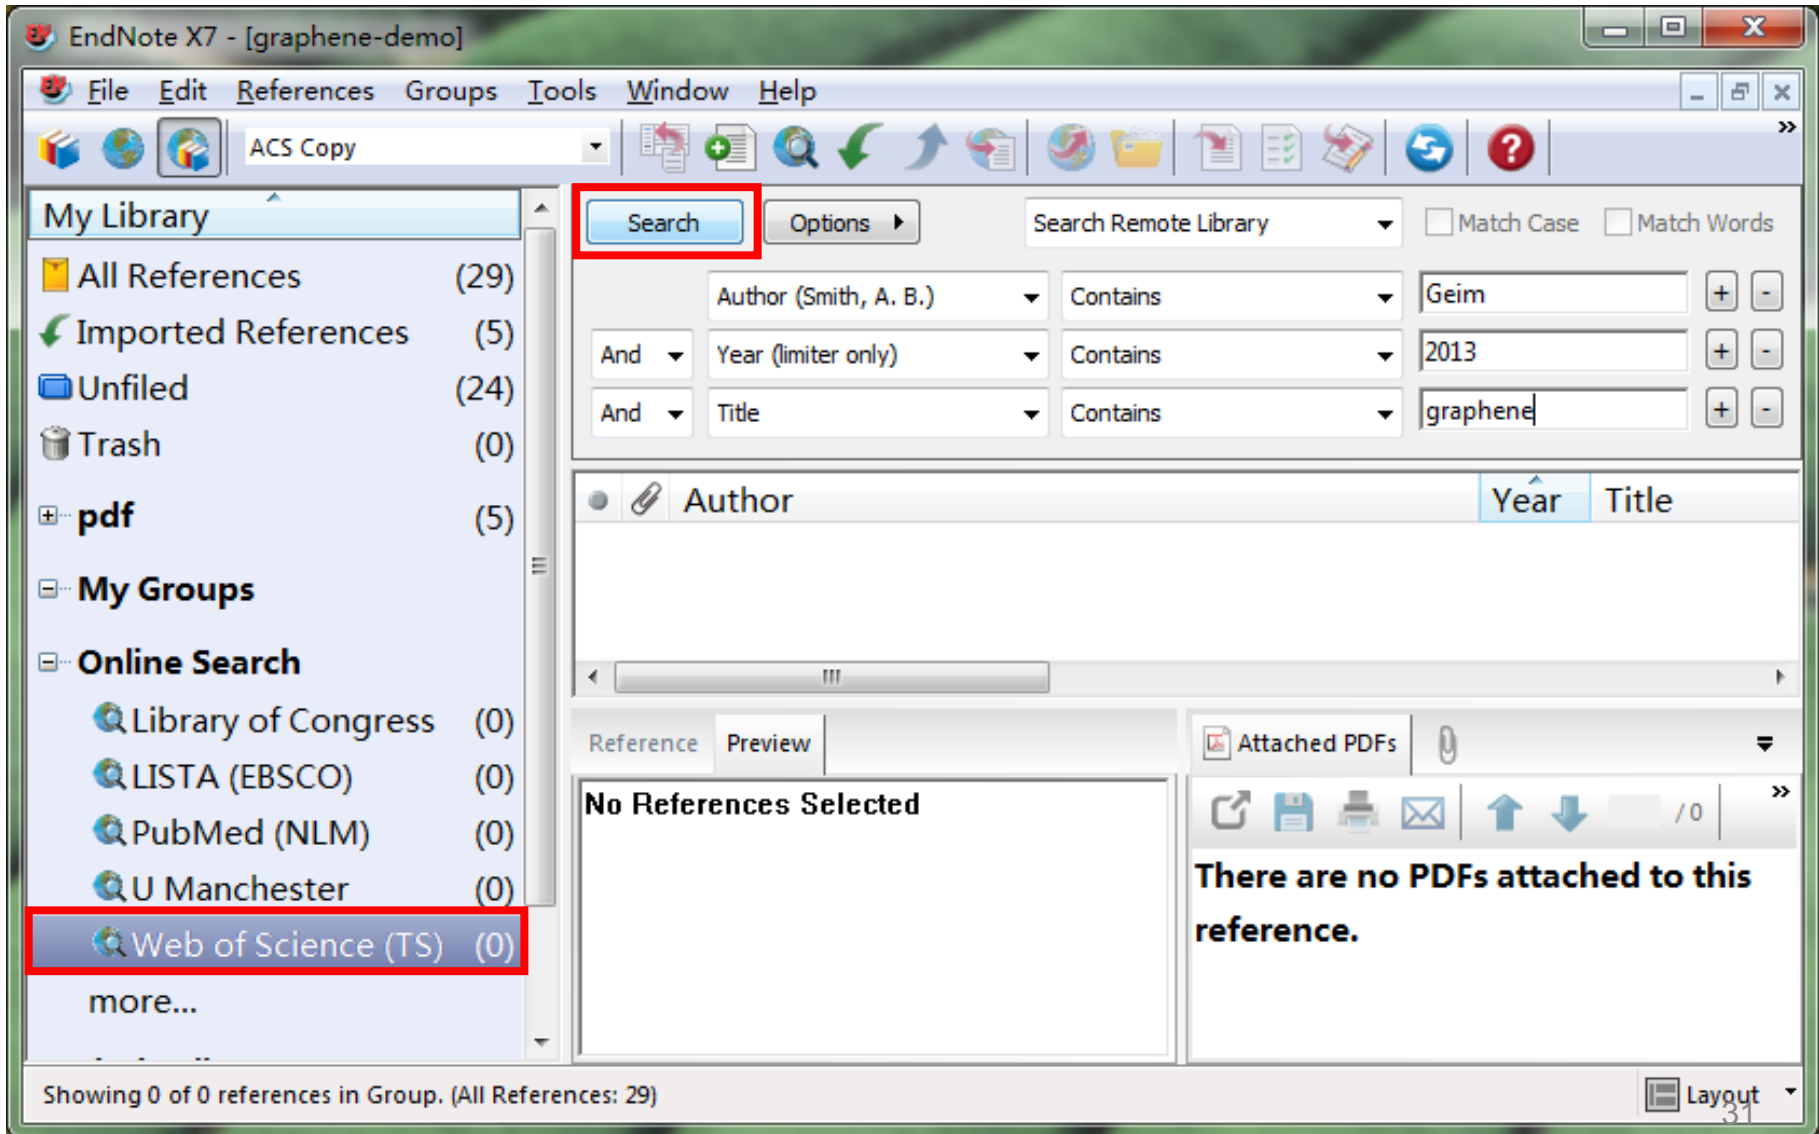 EndNote X7 - [graphene-demo]
File Edit References Groups Tools Window Help
ACS Copy
My Library
All References (29)
Imported References (5)
Unfiled (24)
Trash (0)
pdf (5)
My Groups
Online Search
Library of Congress (0)
LISTA (EBSCO) (0)
PubMed (NLM) (0)
U Manchester (0)
Web of Science (TS) (0)
more...
Search Options Search Remote Library Match Case Match Words
Author (Smith, A. B.) Contains Geim + -
And Year (limiter only) Contains 2013 + -
And Title Contains graphene + -
Author Year Title
Reference Preview
No References Selected
Attached PDFs
/ 0
There are no PDFs attached to this
reference.
Showing 0 of 0 references in Group. (All References: 29)
Layout
31